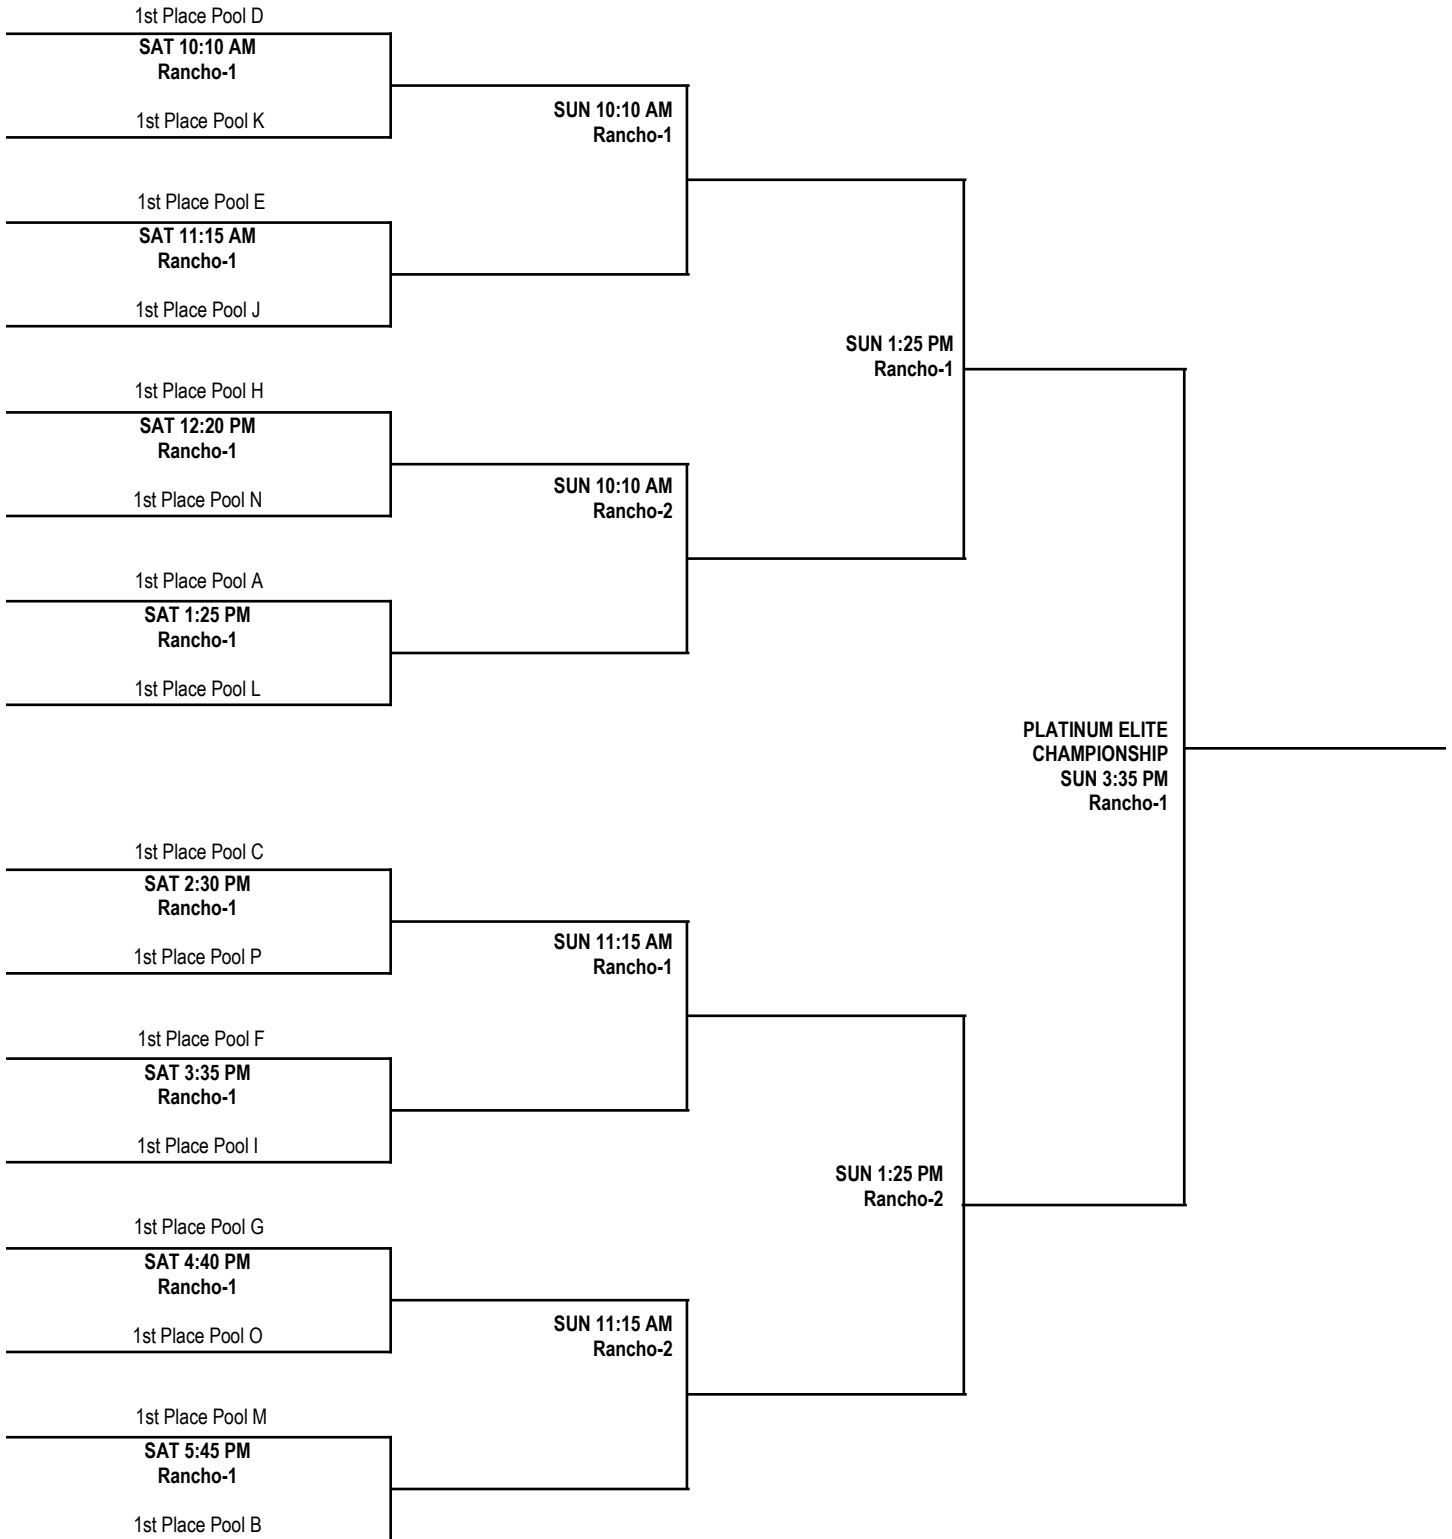 1st Place Pool D
SAT 10:10 AM
Rancho-1
1st Place Pool K
SUN 10:10 AM
Rancho-1
1st Place Pool E
SAT 11:15 AM
Rancho-1
1st Place Pool J
SUN 1:25 PM
Rancho-1
1st Place Pool H
SAT 12:20 PM
Rancho-1
1st Place Pool N
SUN 10:10 AM
Rancho-2
1st Place Pool A
SAT 1:25 PM
Rancho-1
1st Place Pool L
PLATINUM ELITE
CHAMPIONSHIP
SUN 3:35 PM
Rancho-1
1st Place Pool C
SAT 2:30 PM
Rancho-1
1st Place Pool P
SUN 11:15 AM
Rancho-1
1st Place Pool F
SAT 3:35 PM
Rancho-1
1st Place Pool I
SUN 1:25 PM
Rancho-2
1st Place Pool G
SAT 4:40 PM
Rancho-1
1st Place Pool O
SUN 11:15 AM
Rancho-2
1st Place Pool M
SAT 5:45 PM
Rancho-1
1st Place Pool B